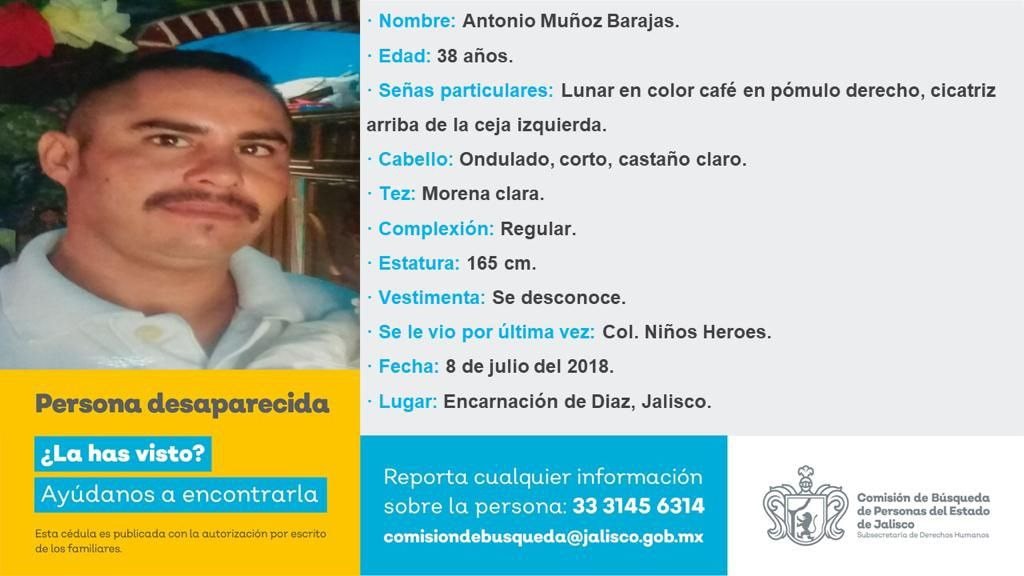 · Nombre: Antonio Muñoz Barajas.
· Edad: 38 años.
· Señas particulares: Lunar en color café en pómulo derecho, cicatriz
arriba de la ceja izquierda.
· Cabello: Ondulado, corto, castaño claro.
· Tez: Morena clara.
· Complexión: Regular.
· Estatura: 165 cm.
· Vestimenta: Se desconoce.
· Se le vio por última vez: Col. Niños Heroes.
· Fecha: 8 de julio del 2018.
· Lugar: Encarnación de Diaz, Jalisco.
Persona desaparecida
¿La has visto?
Ayúdanos a encontrarla
Esta cédula es publicada con la autorización por escrito
de los familiares.
Reporta cualquier información
sobre la persona: 33 3145 6314
comisiondebusqueda@jalisco.gob.mx
Comisión de Búsqueda
de Personas del Estado
de Jalisco
Subsecretaría de Derechos Humanos